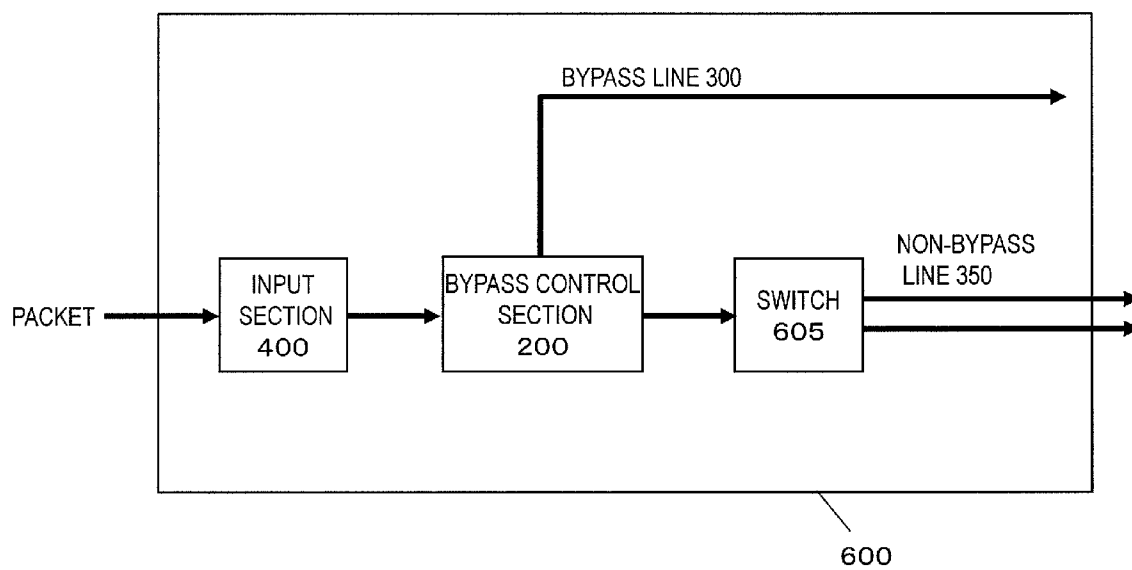 BYPASS LINE 300
NON-BYPASS
LINE 350
PACKET
INPUT
SECTION
400
BYPASS CONTROL
SECTION
200
SWITCH
605
600